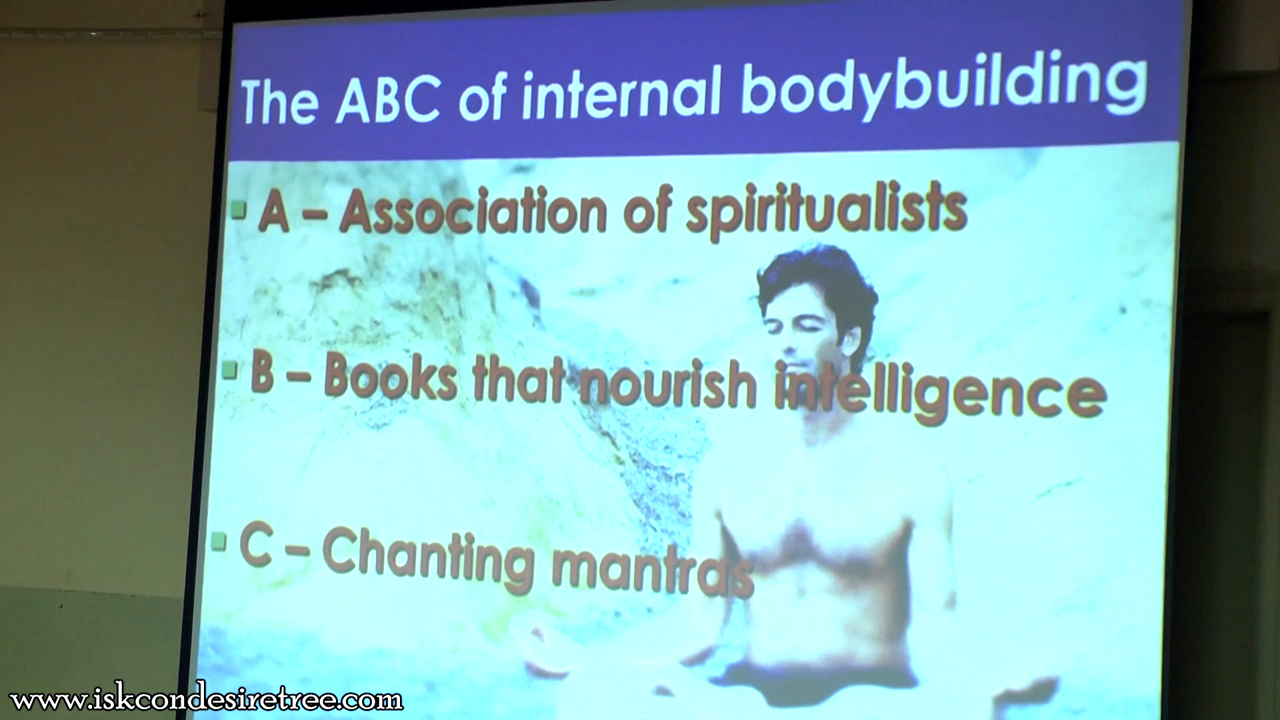 The ABC of internal bodybuilding
A – Association of spiritualists
B – Books that nourish intelligence
C – Chanting mantras
www.iskcondesiretree.com